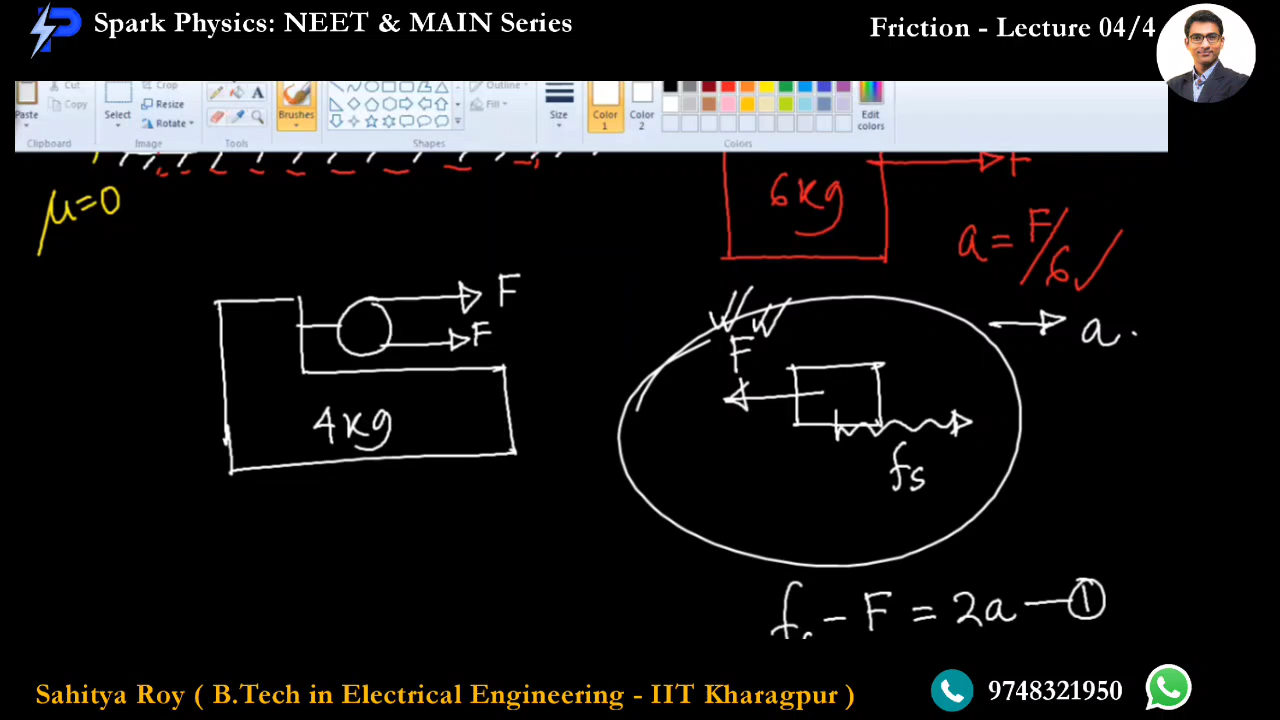 Spark Physics: NEET & MAIN Series
Friction - Lecture 04/4
Cut
Copy
Paste
Clipboard
Crop
Resize
Rotate
Select
Image
A
Tools
Brushes
Outline
Fill
Shapes
Size
Color 1
Color 2
Edit colors
Colors
μ=0
6kg
F
a = F/6 ✓
F
F
4kg
F
fs
a.
f - F = 2a — ①
Sahitya Roy ( B.Tech in Electrical Engineering - IIT Kharagpur )
9748321950